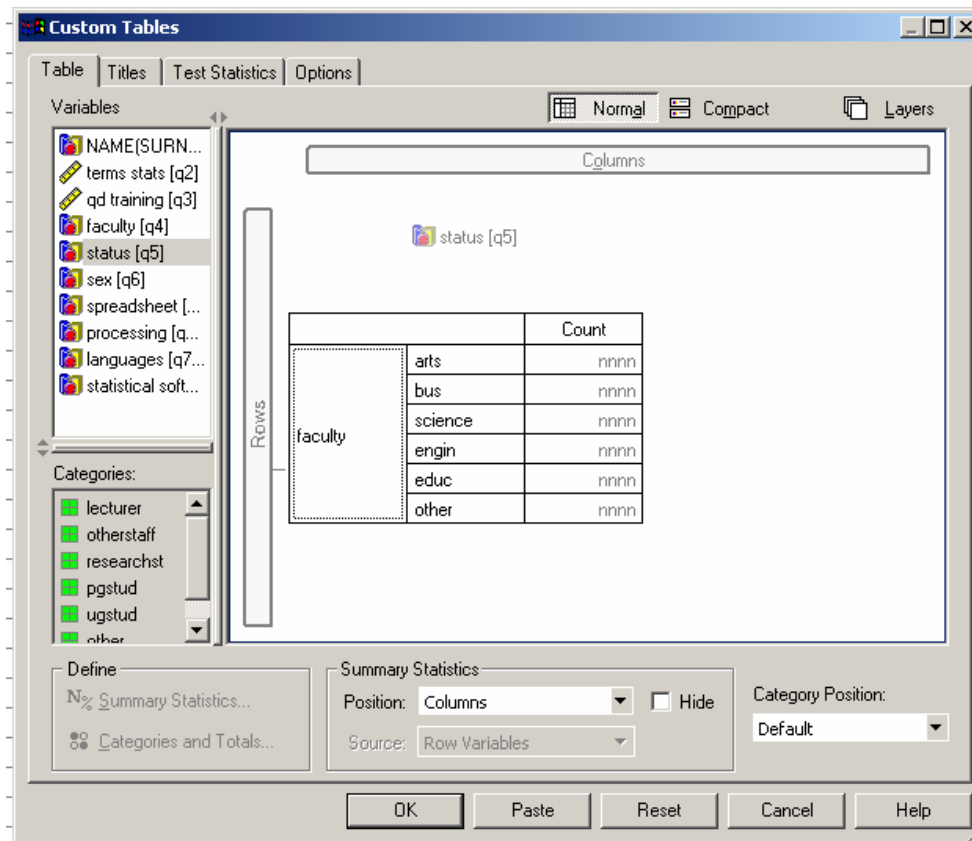 Custom Tables
Table Titles Test Statistics Options
Variables
Normal Compact Layers
NAME(SURN...
terms stats [q2]
qd training [q3]
faculty [q4]
status [q5]
sex [q6]
spreadsheet [...
processing [q...
languages [q7...
statistical soft...
Categories:
lecturer
otherstaff
researchst
pgstud
ugstud
other
Columns
status [q5]
Rows
Count
faculty
arts nnnn
bus nnnn
science nnnn
engin nnnn
educ nnnn
other nnnn
Define
N% Summary Statistics...
Categories and Totals...
Summary Statistics
Position: Columns Hide
Source: Row Variables
Category Position:
Default
OK Paste Reset Cancel Help